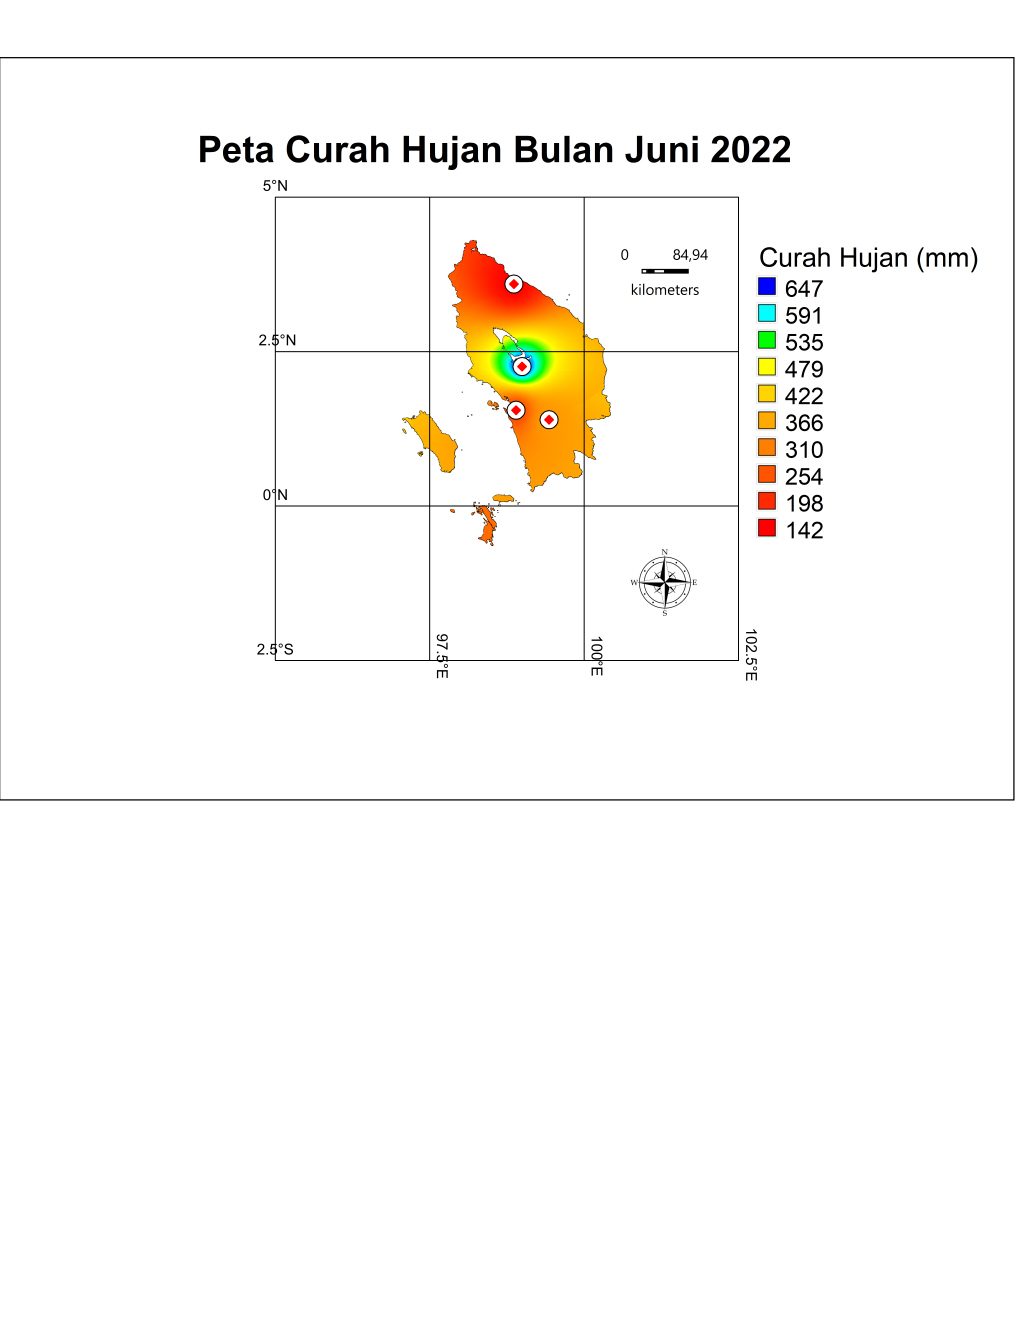 Peta Curah Hujan Bulan Juni 2022
5°N
0 84,94
kilometers
Curah Hujan (mm)
647
591
535
479
422
366
310
254
198
142
2.5°N
0°N
N
W E
S
2.5°S
97.5°E
100°E
102.5°E